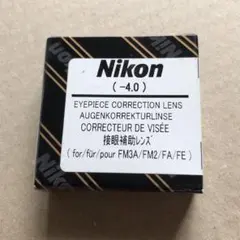 Nikon
(-4.0)
EYEPIECE CORRECTION LENS
AUGENKORREKTURLINSE
CORRECTEUR DE VISÉE
接眼補助ﾚﾝｽﾞ
(for/für/pour FM3A/FM2/FA/FE)